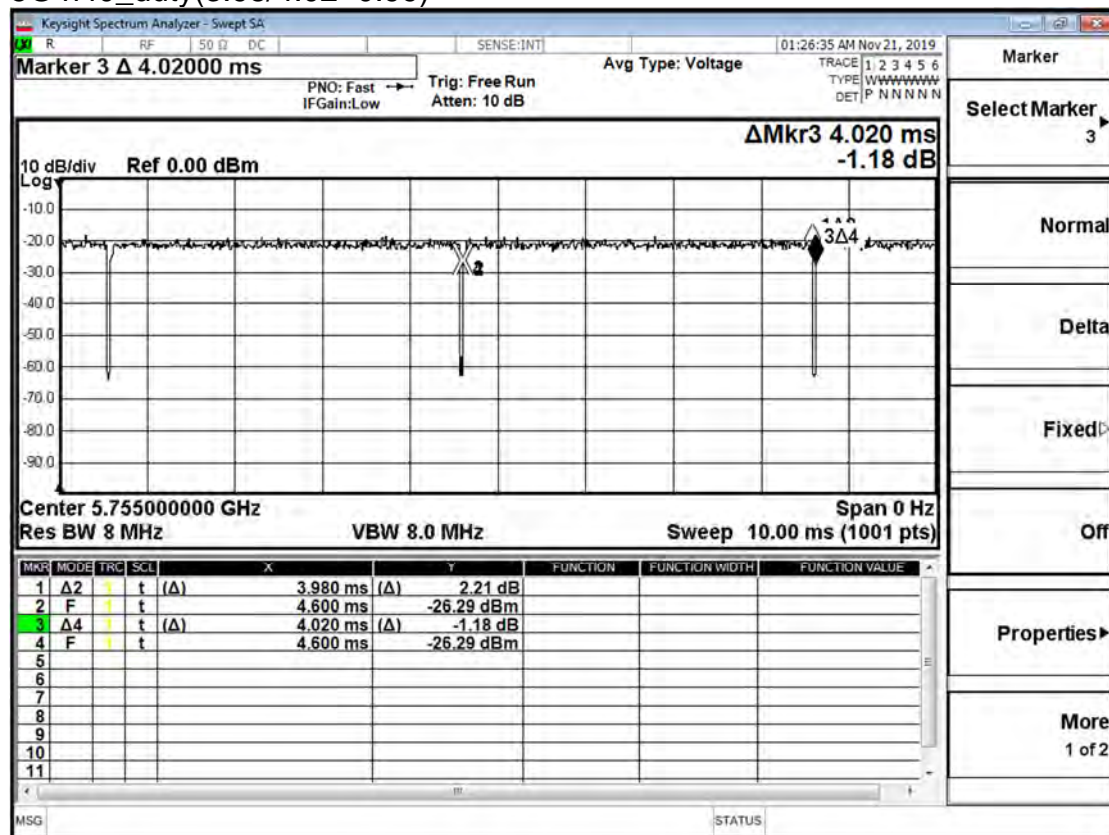 Keysight Spectrum Analyzer - Swept SA
R RF 50 Ω DC SENSE:INT 01:26:35 AM Nov 21, 2019
Marker 3 Δ 4.02000 ms
PNO: Fast
IFGain:Low
Trig: Free Run
Atten: 10 dB
Avg Type: Voltage
TRACE 1 2 3 4 5 6
TYPE WWWWWW
DET P N N N N N
ΔMkr3 4.020 ms
-1.18 dB
10 dB/div Ref 0.00 dBm
Log
-10.0
-20.0
-30.0
-40.0
-50.0
-60.0
-70.0
-80.0
-90.0
3Δ4
Center 5.755000000 GHz Span 0 Hz
Res BW 8 MHz VBW 8.0 MHz Sweep 10.00 ms (1001 pts)
MKR MODE TRC SCL X Y FUNCTION FUNCTION WIDTH FUNCTION VALUE
1 Δ2 1 t (Δ) 3.980 ms (Δ) 2.21 dB
2 F 1 t 4.600 ms -26.29 dBm
3 Δ4 1 t (Δ) 4.020 ms (Δ) -1.18 dB
4 F 1 t 4.600 ms -26.29 dBm
5
6
7
8
9
10
11
MSG STATUS
Marker
Select Marker
3
Normal
Delta
Fixed
Off
Properties
More
1 of 2